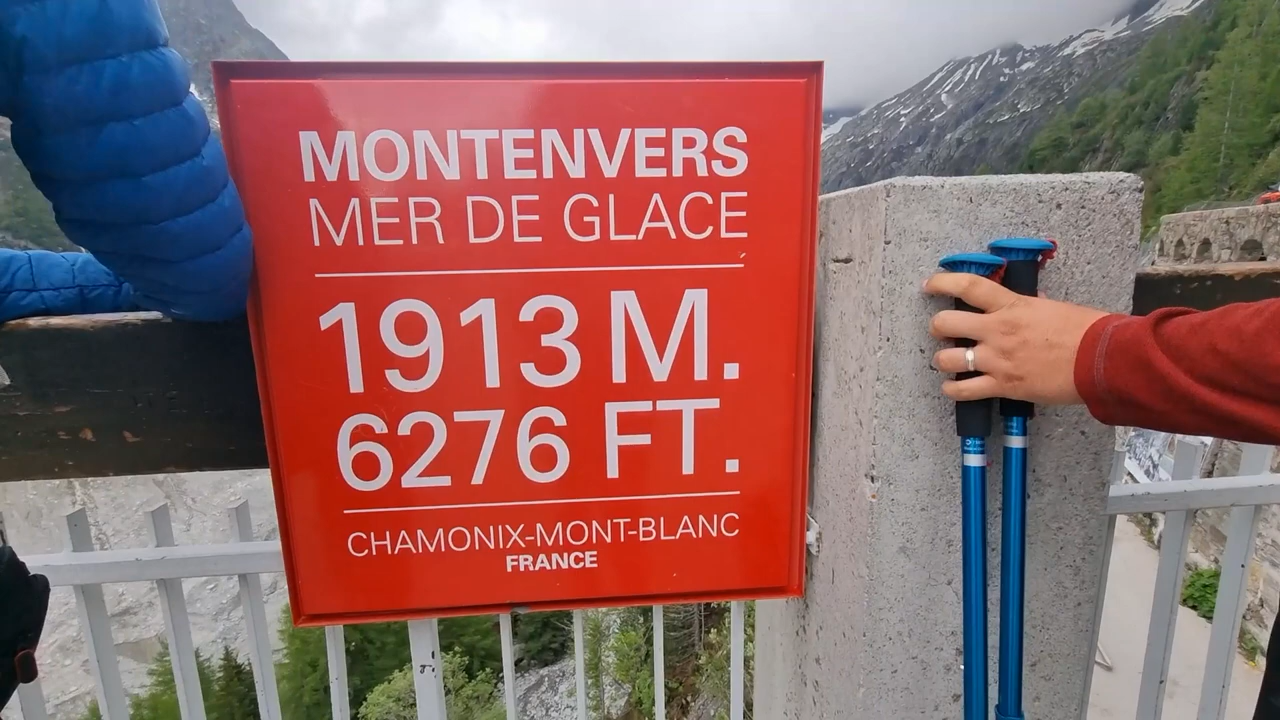 MONTENVERS
MER DE GLACE
1913 M.
6276 FT.
CHAMONIX-MONT-BLANC
FRANCE